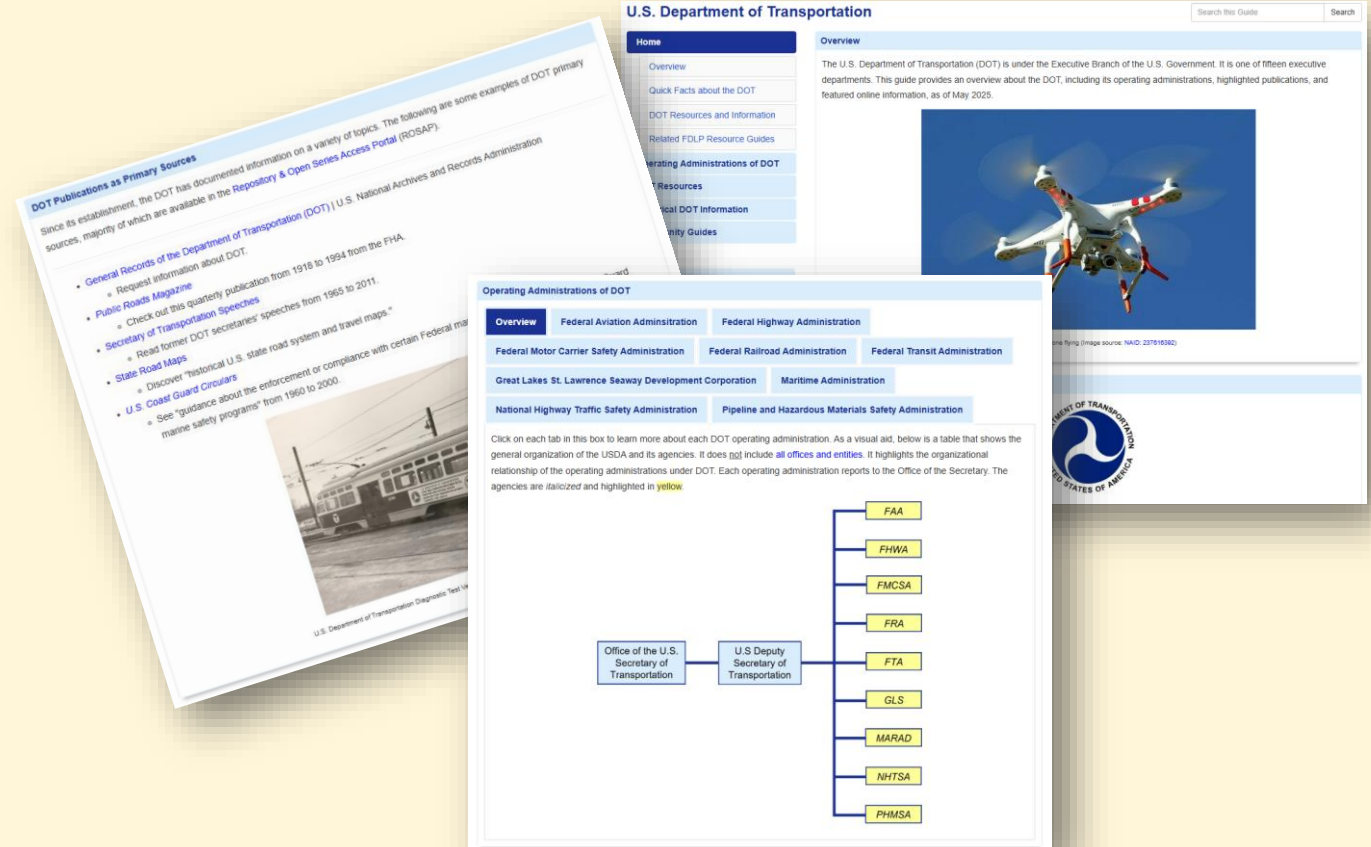 DOT Publications as Primary Sources
Since its establishment, the DOT has documented information on a variety of topics. The following are some examples of DOT primary
sources, majority of which are available in the Repository & Open Series Access Portal (ROSAP).
General Records of the Department of Transportation (DOT) | U.S. National Archives and Records Administration
Request information about DOT.
Public Roads Magazine
Check out this quarterly publication from 1918 to 1994 from the FHA.
Secretary of Transportation Speeches
Read former DOT secretaries' speeches from 1965 to 2011.
State Road Maps
Discover "historical U.S. state road system and travel maps."
U.S. Coast Guard Circulars
See "guidance about the enforcement or compliance with certain Federal
marine safety programs" from 1960 to 2000.
U.S. Department of Transportation Diagnostic Test
U.S. Department of Transportation
Search this Guide
Search
Home
Overview
Quick Facts about the DOT
DOT Resources and Information
Related FDLP Resource Guides
Operating Administrations of DOT
Resources
DOT Information
Guides
Overview
The U.S. Department of Transportation (DOT) is under the Executive Branch of the U.S. Government. It is one of fifteen executive
departments. This guide provides an overview about the DOT, including its operating administrations, highlighted publications, and
featured online information, as of May 2025.
flying (Image source: NAID: 237616392)
DEPARTMENT OF TRANSPORTATION
UNITED STATES OF AMERICA
Operating Administrations of DOT
Overview
Federal Aviation Adminsitration
Federal Highway Administration
Federal Motor Carrier Safety Administration
Federal Railroad Administration
Federal Transit Administration
Great Lakes St. Lawrence Seaway Development Corporation
Maritime Administration
National Highway Traffic Safety Administration
Pipeline and Hazardous Materials Safety Administration
Click on each tab in this box to learn more about each DOT operating administration. As a visual aid, below is a table that shows the
general organization of the USDA and its agencies. It does not include all offices and entities. It highlights the organizational
relationship of the operating administrations under DOT. Each operating administration reports to the Office of the Secretary. The
agencies are italicized and highlighted in yellow.
Office of the U.S.
Secretary of
Transportation
U.S Deputy
Secretary of
Transportation
FAA
FHWA
FMCSA
FRA
FTA
GLS
MARAD
NHTSA
PHMSA